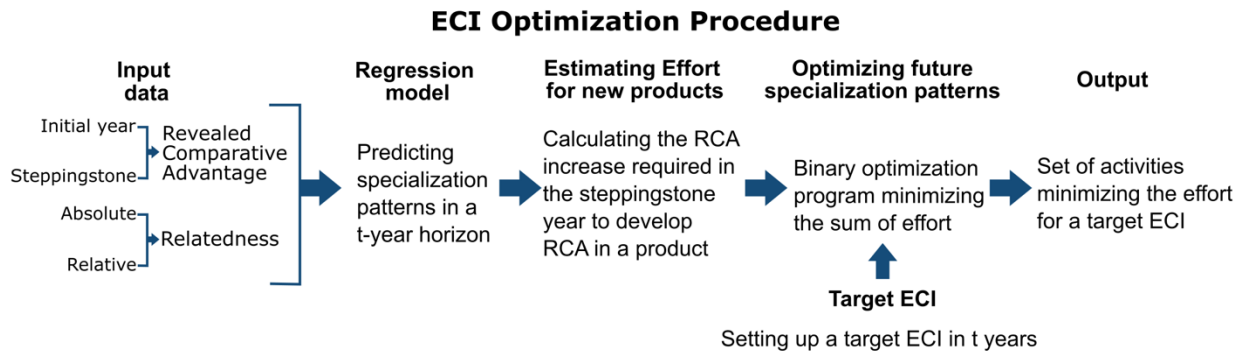 ECI Optimization Procedure
Input
data
Initial year
Steppingstone
Revealed
Comparative
Advantage
Absolute
Relative
Relatedness
Regression
model
Predicting
specialization
patterns in a
t-year horizon
Estimating Effort
for new products
Calculating the RCA
increase required in
the steppingstone
year to develop
RCA in a product
Optimizing future
specialization patterns
Binary optimization
program minimizing
the sum of effort
Target ECI
Setting up a target ECI in t years
Output
Set of activities
minimizing the effort
for a target ECI